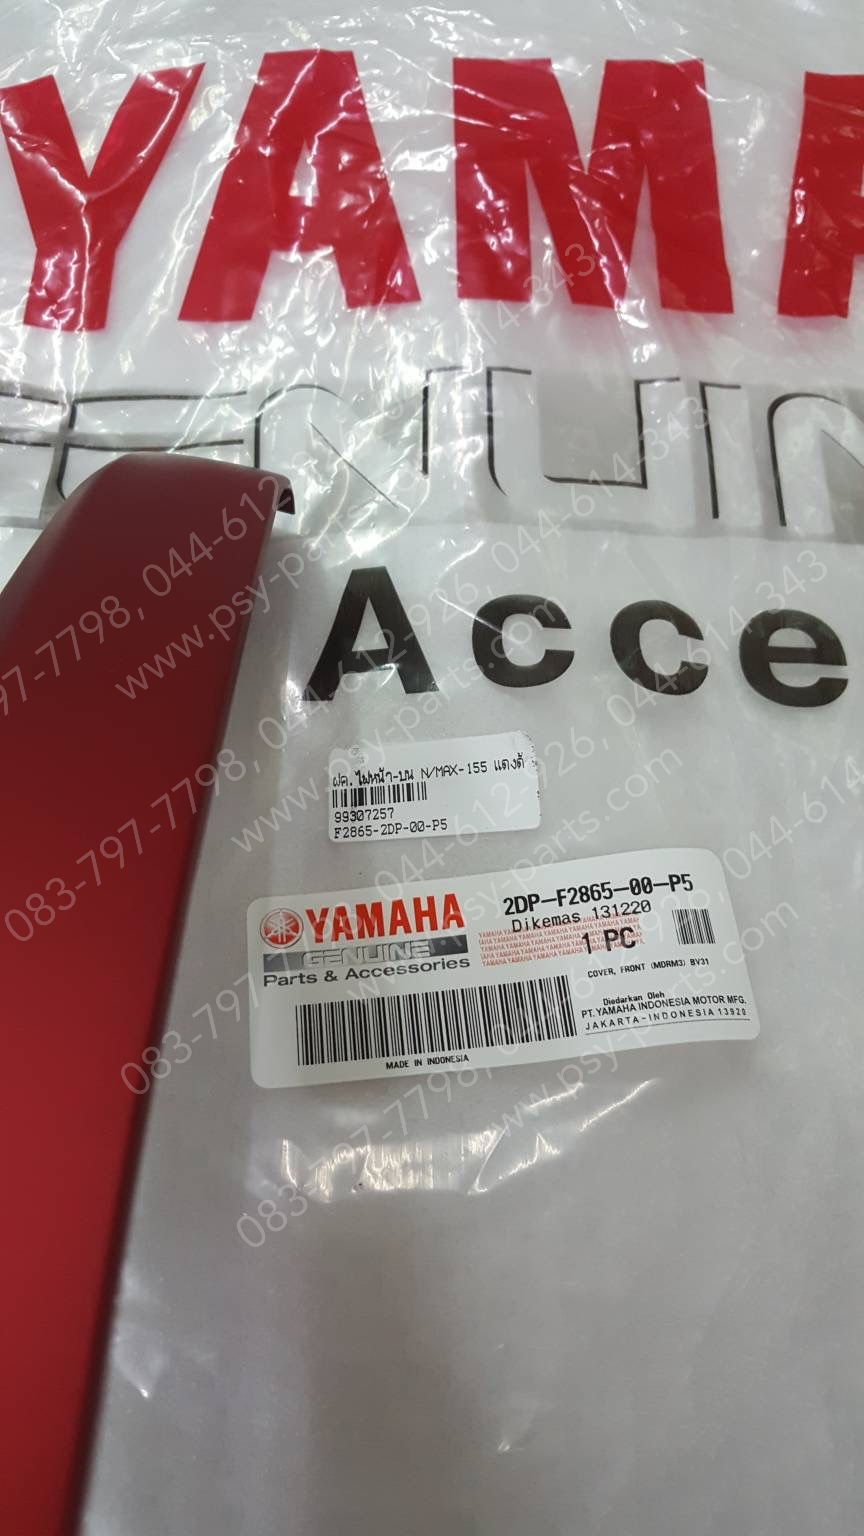 YAMA
GENUIN
Acce
ฝค.ไฟหน้า-บน N/MAX-155 แดงด้
99307257
F2865-2DP-00-P5
YAMAHA
GENUINE
Parts & Accessories
2DP-F2865-00-P5
Dikemas 131220
1 PC
COVER, FRONT (MDRM3) BV31
Diedarkan Oleh
PT. YAMAHA INDONESIA MOTOR MFG.
JAKARTA-INDONESIA 13920
MADE IN INDONESIA
083-797-7798, 044-612-926, 044-614-343
www.psy-parts.com